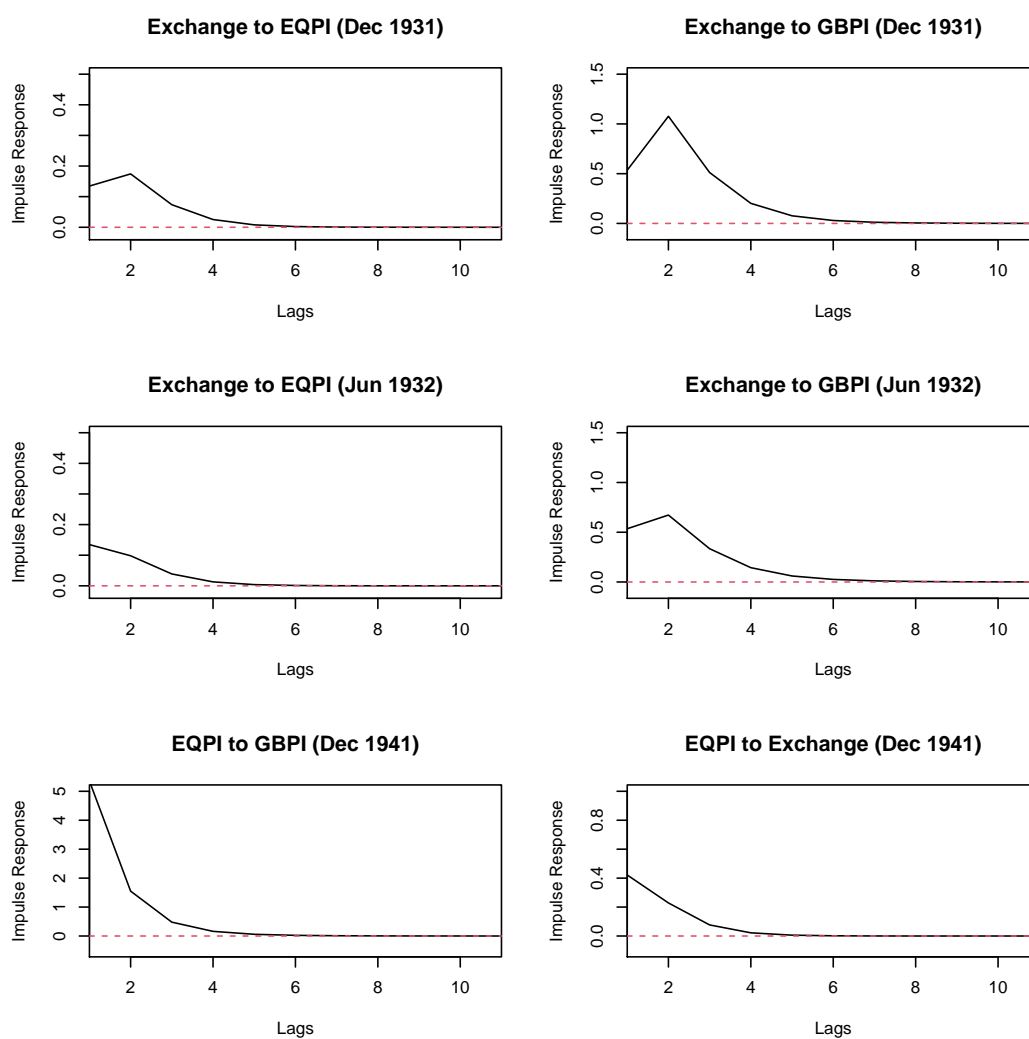 Exchange to EQPI (Dec 1931)
Impulse Response
0.0 0.2 0.4
2 4 6 8 10
Lags
Exchange to GBPI (Dec 1931)
Impulse Response
0.0 0.5 1.0 1.5
2 4 6 8 10
Lags
Exchange to EQPI (Jun 1932)
Impulse Response
0.0 0.2 0.4
2 4 6 8 10
Lags
Exchange to GBPI (Jun 1932)
Impulse Response
0.0 0.5 1.0 1.5
2 4 6 8 10
Lags
EQPI to GBPI (Dec 1941)
Impulse Response
0 1 2 3 4 5
2 4 6 8 10
Lags
EQPI to Exchange (Dec 1941)
Impulse Response
0.0 0.4 0.8
2 4 6 8 10
Lags